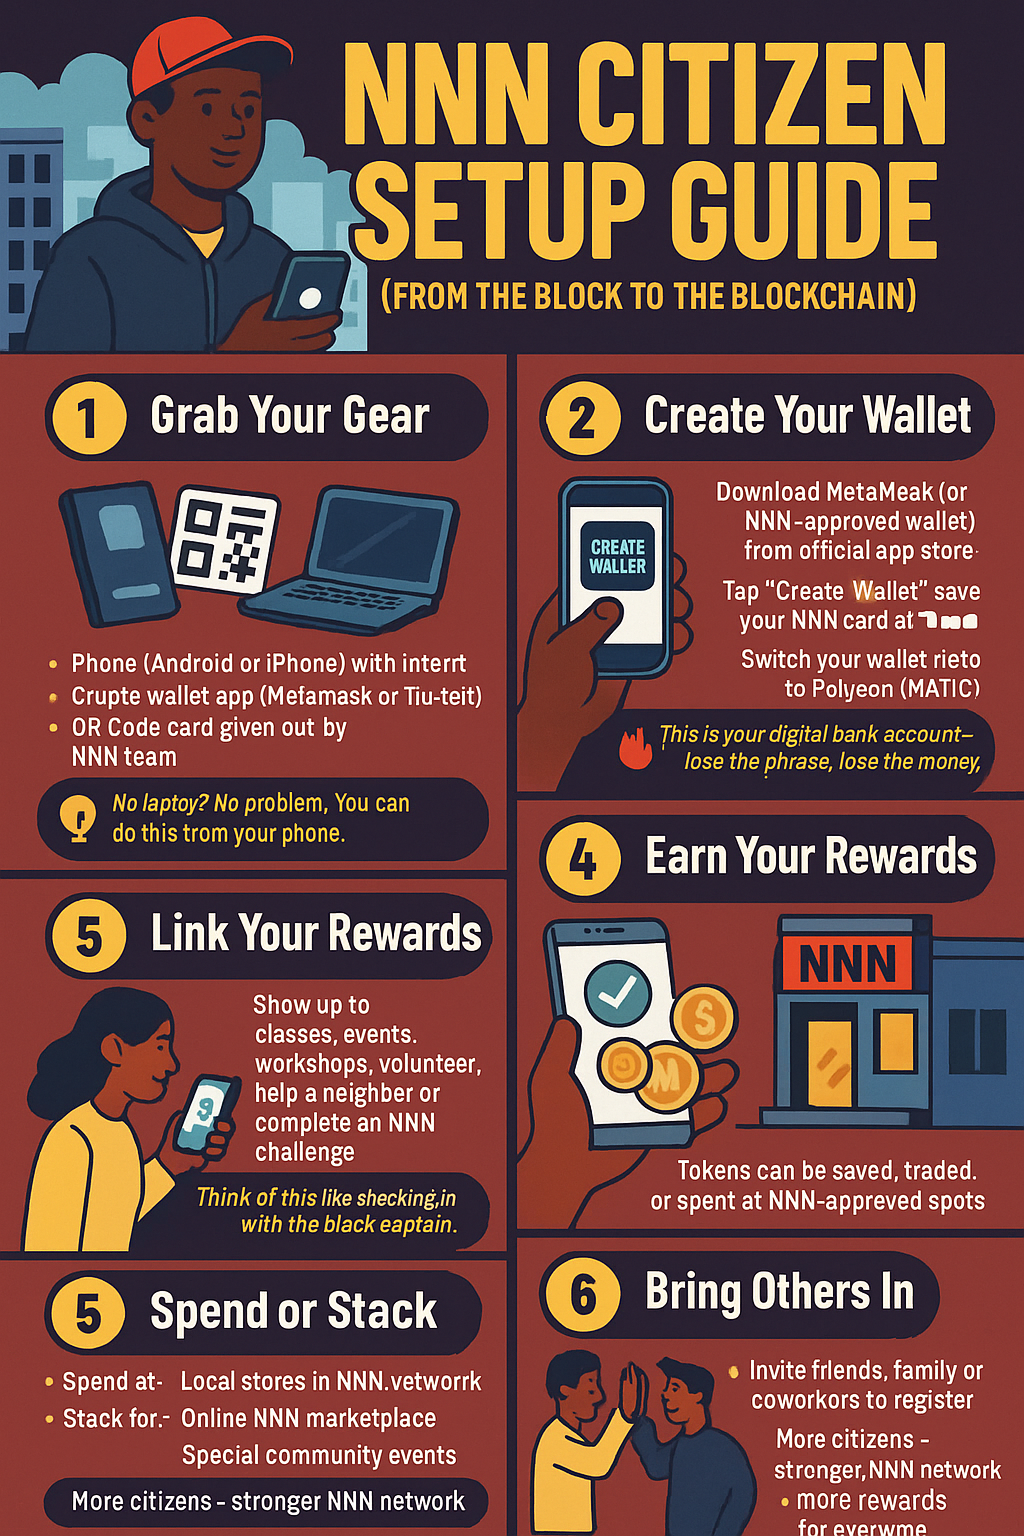 NNN CITIZEN
SETUP GUIDE
(FROM THE BLOCK TO THE BLOCKCHAIN)
1 Grab Your Gear
• Phone (Android or iPhone) with interrt
• Crupte wallet app (Mefamask or Tiu-teit)
• OR Code card given out by
NNN team
No laptoy? No problem, You can
do this trom your phone.
2 Create Your Wallet
CREATE
WALLER
Download MetaMeak (or
NNN-approved wallet)
from official app store.
Tap “Create Wallet” save
your NNN card at
Switch your wallet rieto
to Polyeon (MATIC)
This is your digital bank account–
lose the phrase, lose the money,
5 Link Your Rewards
Show up to
classes, events.
workshops, volunteer,
help a neighber or
complete an NNN
challenge
Think of this like shecking,in
with the black eaptain.
4 Earn Your Rewards
NNN
S
M
Tokens can be saved, traded.
or spent at NNN-appreved spots
5 Spend or Stack
• Spend at- Local stores in NNN.vetworrk
• Stack for.- Online NNN marketplace
Special community events
More citizens - stronger NNN network
6 Bring Others In
• Invite frlends, family or
coworkors to register
More citizens -
stronger, NNN network
• more rewards
for everwme